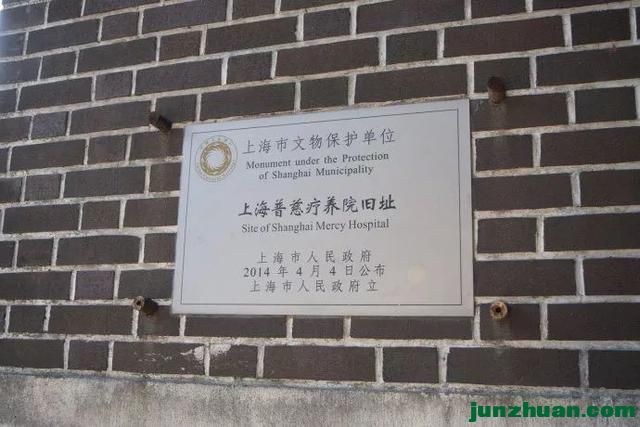 上海市文物保护单位
Monument under the Protection
of Shanghai Municipality
上海普慈疗养院旧址
Site of Shanghai Mercy Hospital
上海市人民政府
2014 年 4 月 4 日公布
上海市人民政府立
junzhuan.com